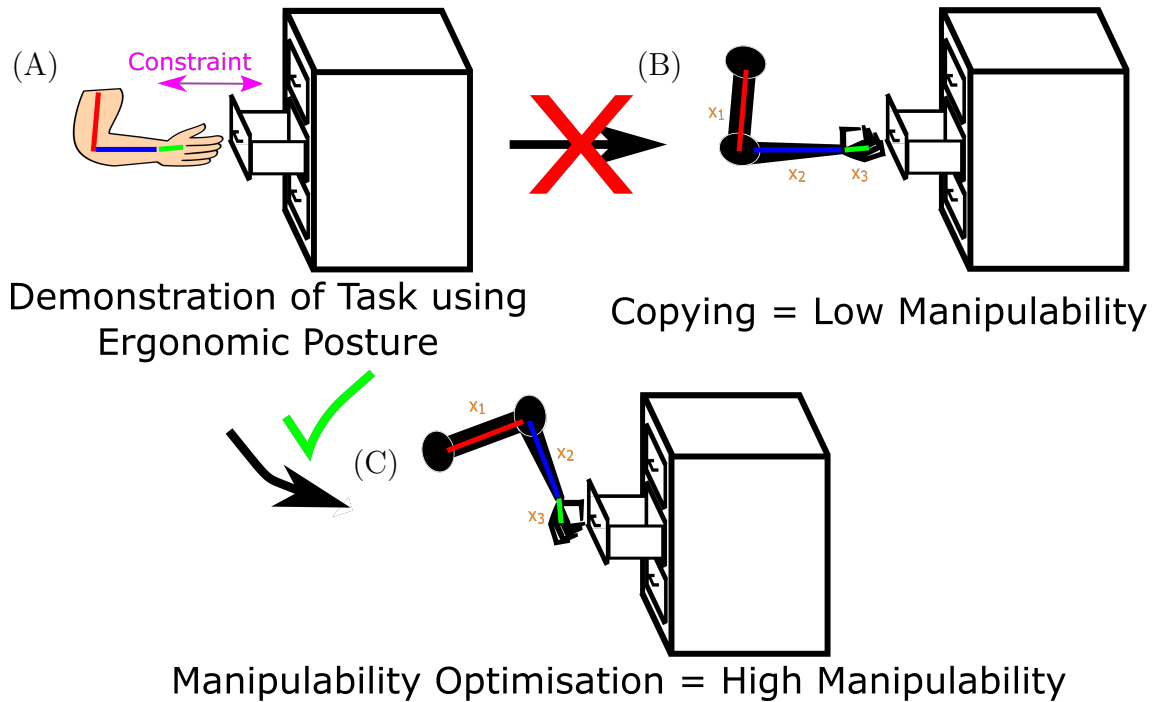 (A)
Constraint
(B)
x1
x2
x3
Demonstration of Task using
Ergonomic Posture
Copying = Low Manipulability
(C)
x1
x2
x3
Manipulability Optimisation = High Manipulability